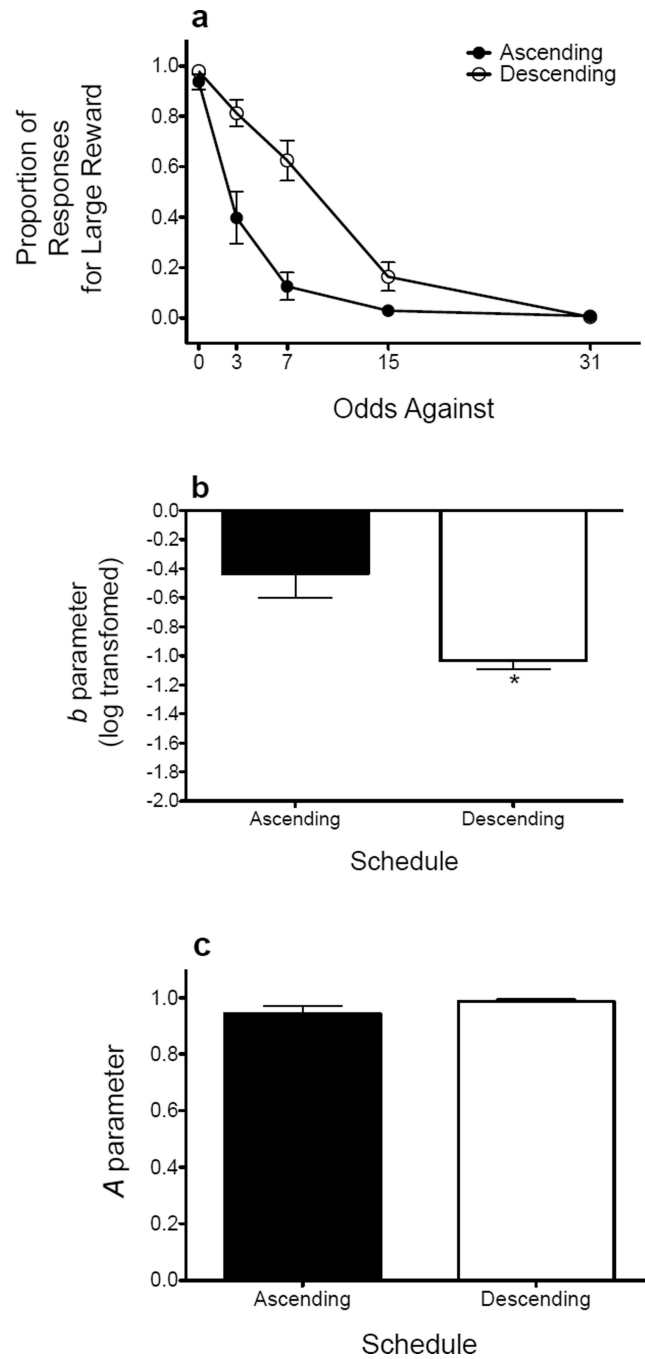 a
Ascending
Descending
Proportion of
Responses
for Large Reward
1.0
0.8
0.6
0.4
0.2
0.0
0 3 7 15 31
Odds Against
b
b parameter
(log transfomed)
0.0
-0.2
-0.4
-0.6
-0.8
-1.0
-1.2
-1.4
-1.6
-1.8
-2.0
*
Ascending Descending
Schedule
c
A parameter
1.0
0.8
0.6
0.4
0.2
0.0
Ascending Descending
Schedule